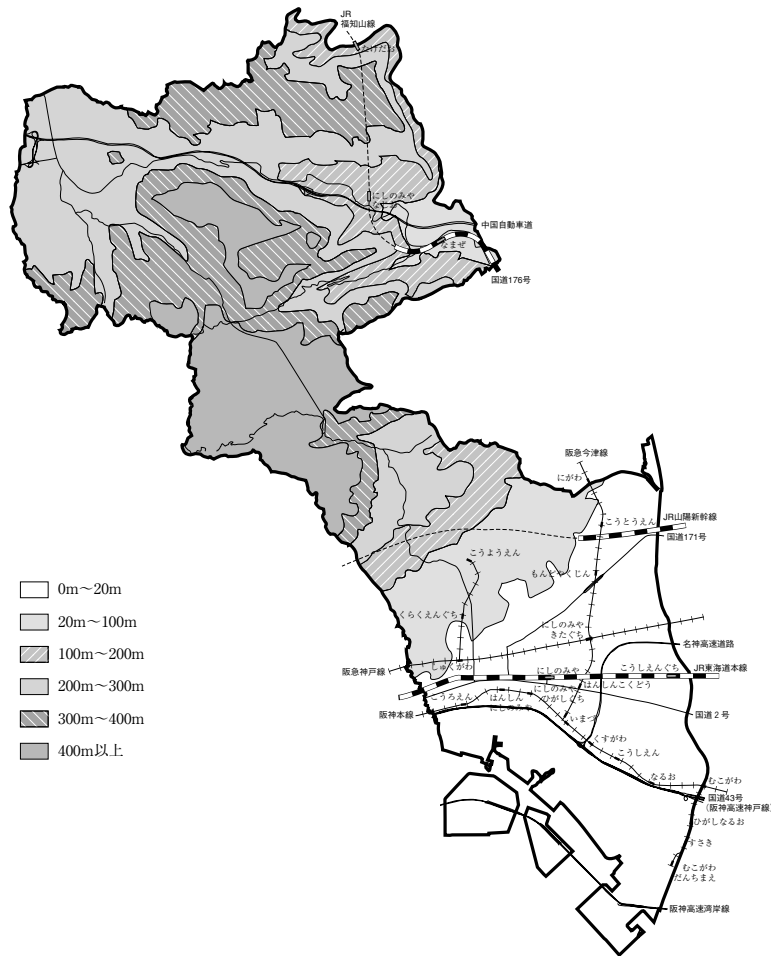 JR
福知山線
たけだお
にしのみや
なじお
中国自動車道
なまぜ
国道176号
阪急今津線
にがわ
こうとうえん
JR山陽新幹線
国道171号
こうようえん
もんどやくじん
くらくえんぐち
にしのみや
きたぐち
名神高速道路
阪急神戸線
しゅくがわ
にしのみや
こうしえんぐち
JR東海道本線
こうろえん
はんしん
にしのみや
にしのみや
ひがしぐち
はんしんこくどう
阪神本線
国道2号
いまづ
くすがわ
こうしえん
なるお
むこがわ
国道43号
(阪神高速神戸線)
ひがしなるお
すさき
むこがわ
だんちまえ
阪神高速湾岸線
0m〜20m
20m〜100m
100m〜200m
200m〜300m
300m〜400m
400m以上